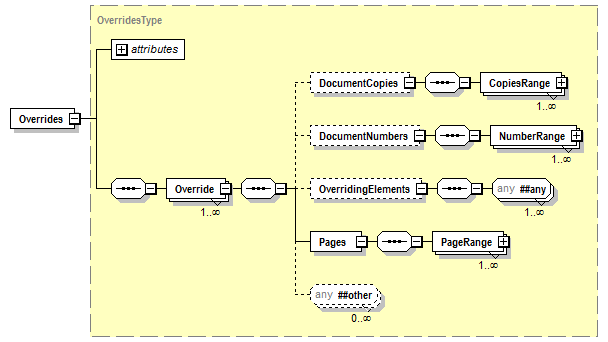 OverridesType
attributes
DocumentCopies
CopiesRange
1..∞
Overrides
DocumentNumbers
NumberRange
1..∞
Override
1..∞
OverridingElements
any ##any
1..∞
Pages
PageRange
1..∞
any ##other
0..∞